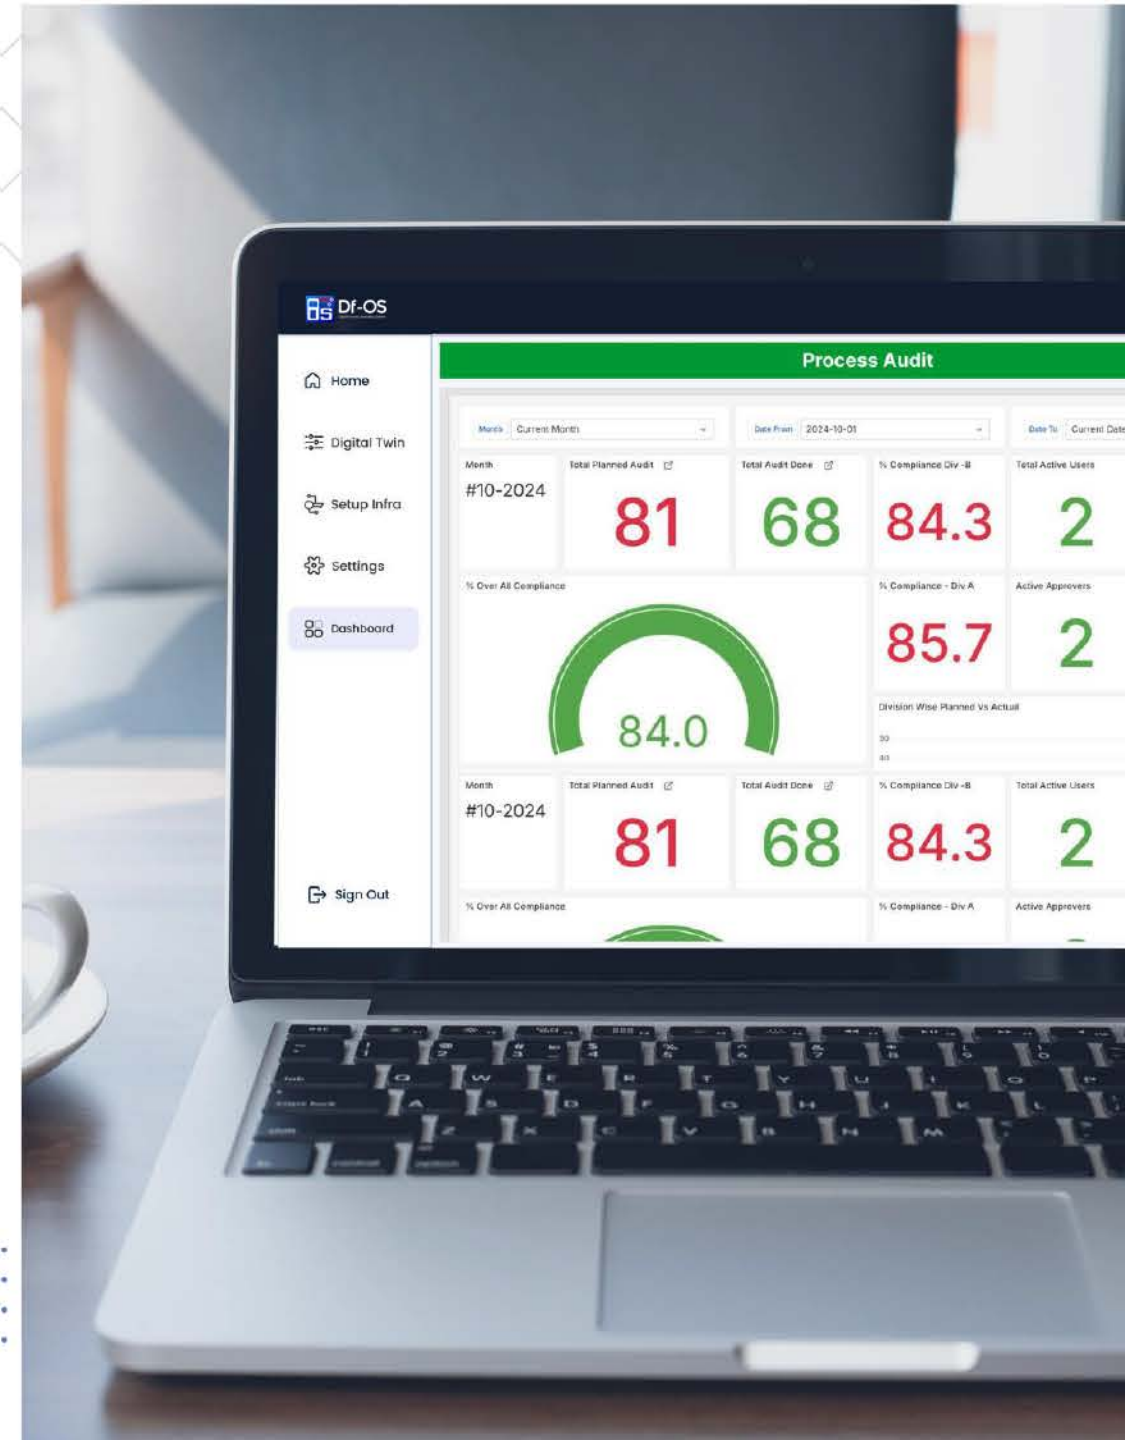 Df-OS
Process Audit
Home
Digital Twin
Setup Infra
Settings
Dashboard
Sign Out
Month Current Month
Date From 2024-10-01
Date To Current Date
Month
#10-2024
Total Planned Audit
81
Total Audit Done
68
% Compliance Div -B
84.3
Total Active Users
2
% Over All Compliance
84.0
% Compliance - Div A
85.7
Active Approvers
2
Division Wise Planned Vs Actual
50
40
Month
#10-2024
Total Planned Audit
81
Total Audit Done
68
% Compliance Div -B
84.3
Total Active Users
2
% Over All Compliance
% Compliance - Div A
Active Approvers